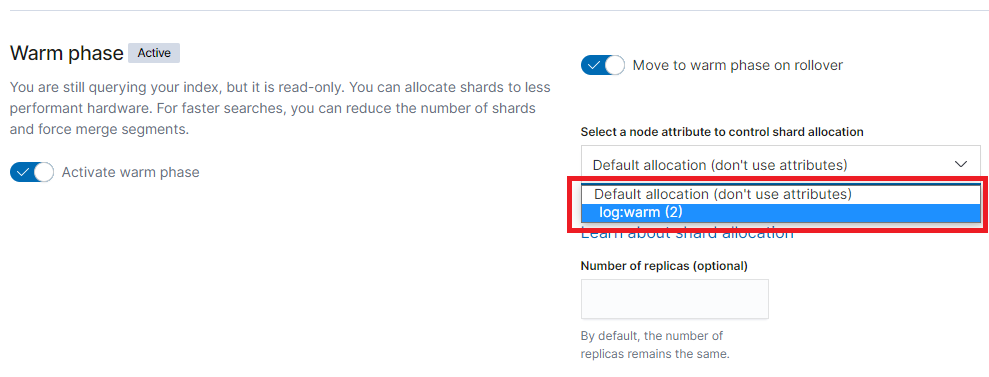 Warm phase Active
You are still querying your index, but it is read-only. You can allocate shards to less
performant hardware. For faster searches, you can reduce the number of shards
and force merge segments.
Activate warm phase
Move to warm phase on rollover
Select a node attribute to control shard allocation
Default allocation (don't use attributes)
Default allocation (don't use attributes)
log:warm (2)
Learn about shard allocation
Number of replicas (optional)
By default, the number of
replicas remains the same.